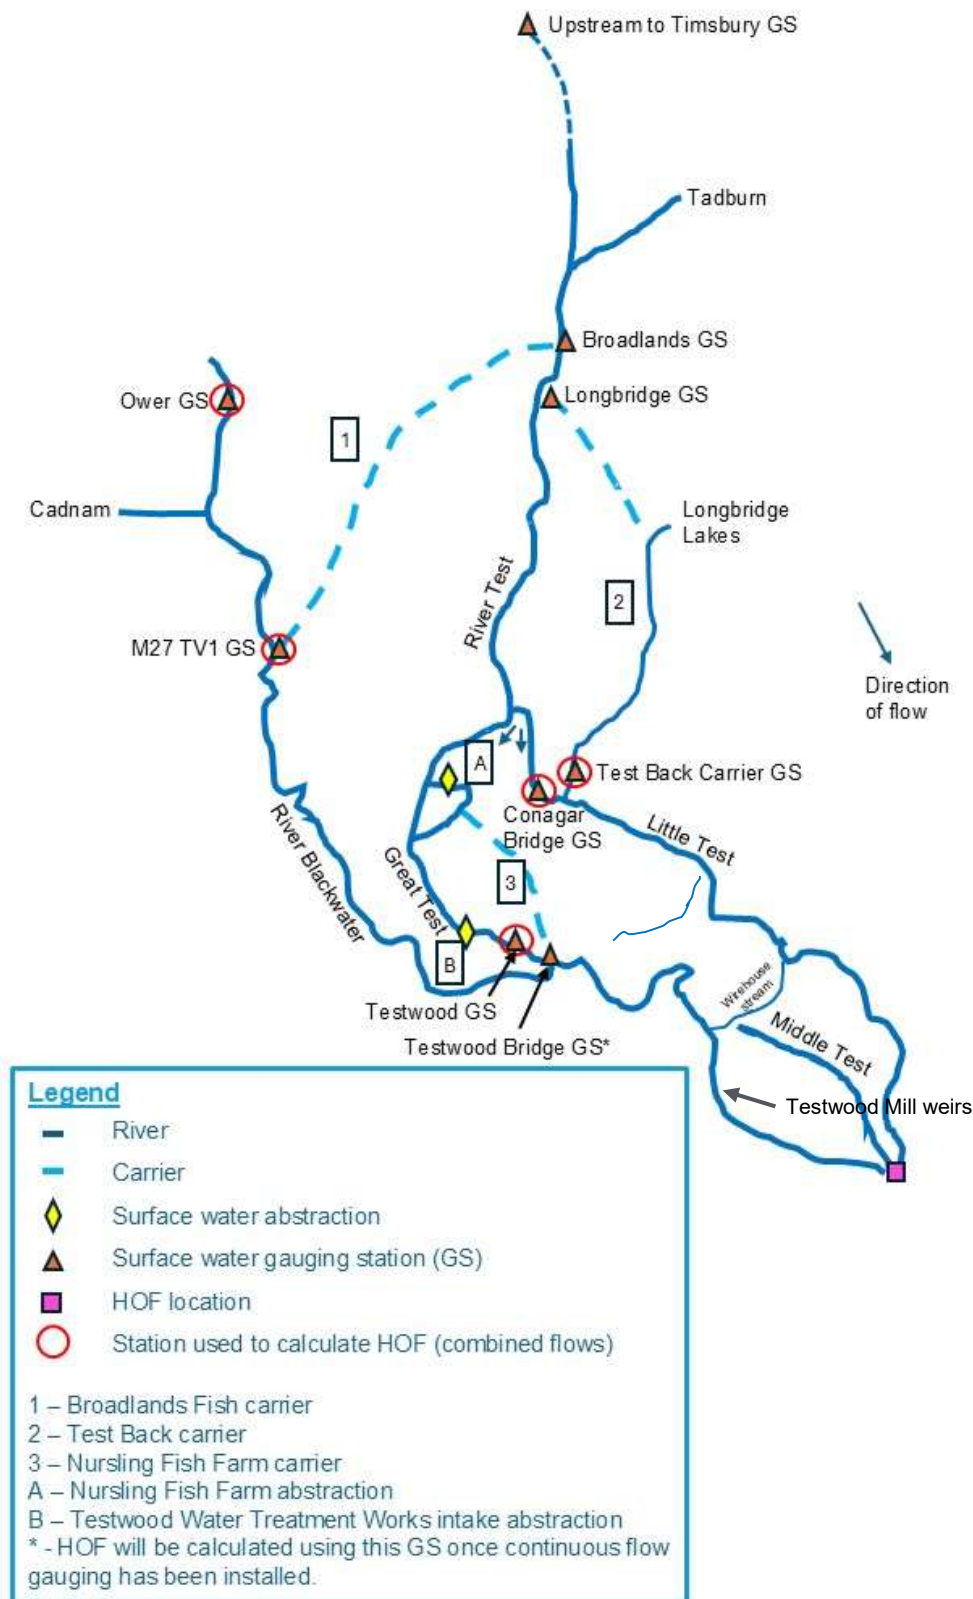 Upstream to Timsbury GS
Tadburn
Broadlands GS
Longbridge GS
Ower GS
1
Cadnam
Longbridge
Lakes
2
River Test
M27 TV1 GS
Direction
of flow
A
Test Back Carrier GS
Conagar
Bridge GS
Little Test
River Blackwater
Great Test
3
B
Wirehouse
stream
Testwood GS
Middle Test
Testwood Bridge GS*
Testwood Mill weirs
Legend
River
Carrier
Surface water abstraction
Surface water gauging station (GS)
HOF location
Station used to calculate HOF (combined flows)
1 – Broadlands Fish carrier
2 – Test Back carrier
3 – Nursling Fish Farm carrier
A – Nursling Fish Farm abstraction
B – Testwood Water Treatment Works intake abstraction
* - HOF will be calculated using this GS once continuous flow
gauging has been installed.